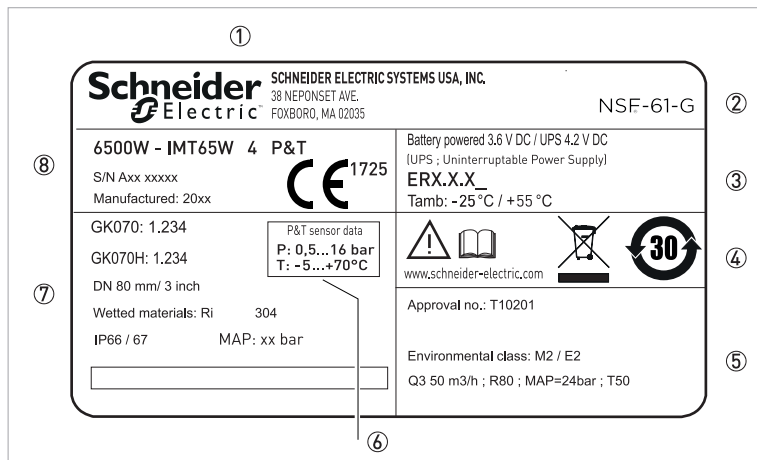 ①
Schneider Electric™
SCHNEIDER ELECTRIC SYSTEMS USA, INC.
38 NEPONSET AVE.
FOXBORO, MA 02035
NSF-61-G
②
⑧
6500W - IMT65W 4 P&T
S/N Axx xxxxx
Manufactured: 20xx
CE 1725
Battery powered 3.6 V DC / UPS 4.2 V DC
(UPS ; Uninterruptable Power Supply)
ERX.X.X_
Tamb: -25 °C / +55 °C
③
⑦
GK070: 1.234
GK070H: 1.234
DN 80 mm/ 3 inch
Wetted materials: Ri 304
IP66 / 67 MAP: xx bar
P&T sensor data
P: 0,5...16 bar
T: -5...+70°C
⑥
www.schneider-electric.com
30
④
Approval no.: T10201
Environmental class: M2 / E2
Q3 50 m3/h ; R80 ; MAP=24bar ; T50
⑤